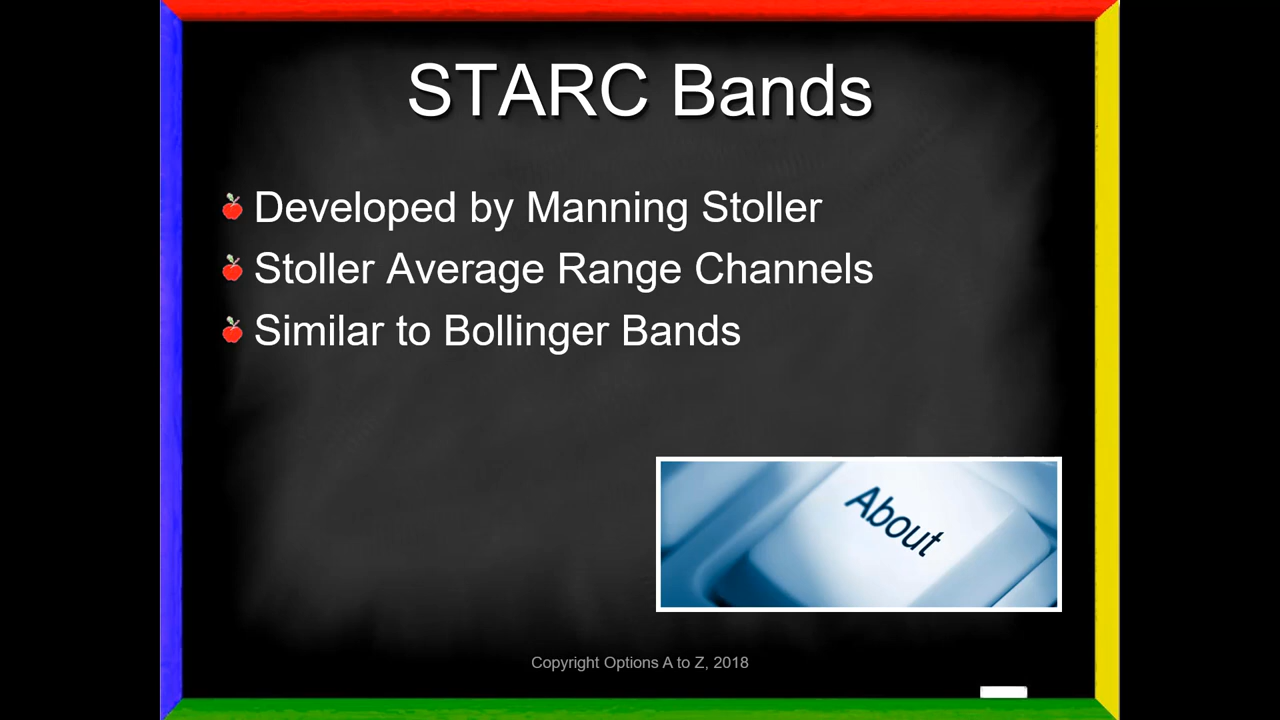 STARC Bands
Developed by Manning Stoller
Stoller Average Range Channels
Similar to Bollinger Bands
About
Copyright Options A to Z, 2018